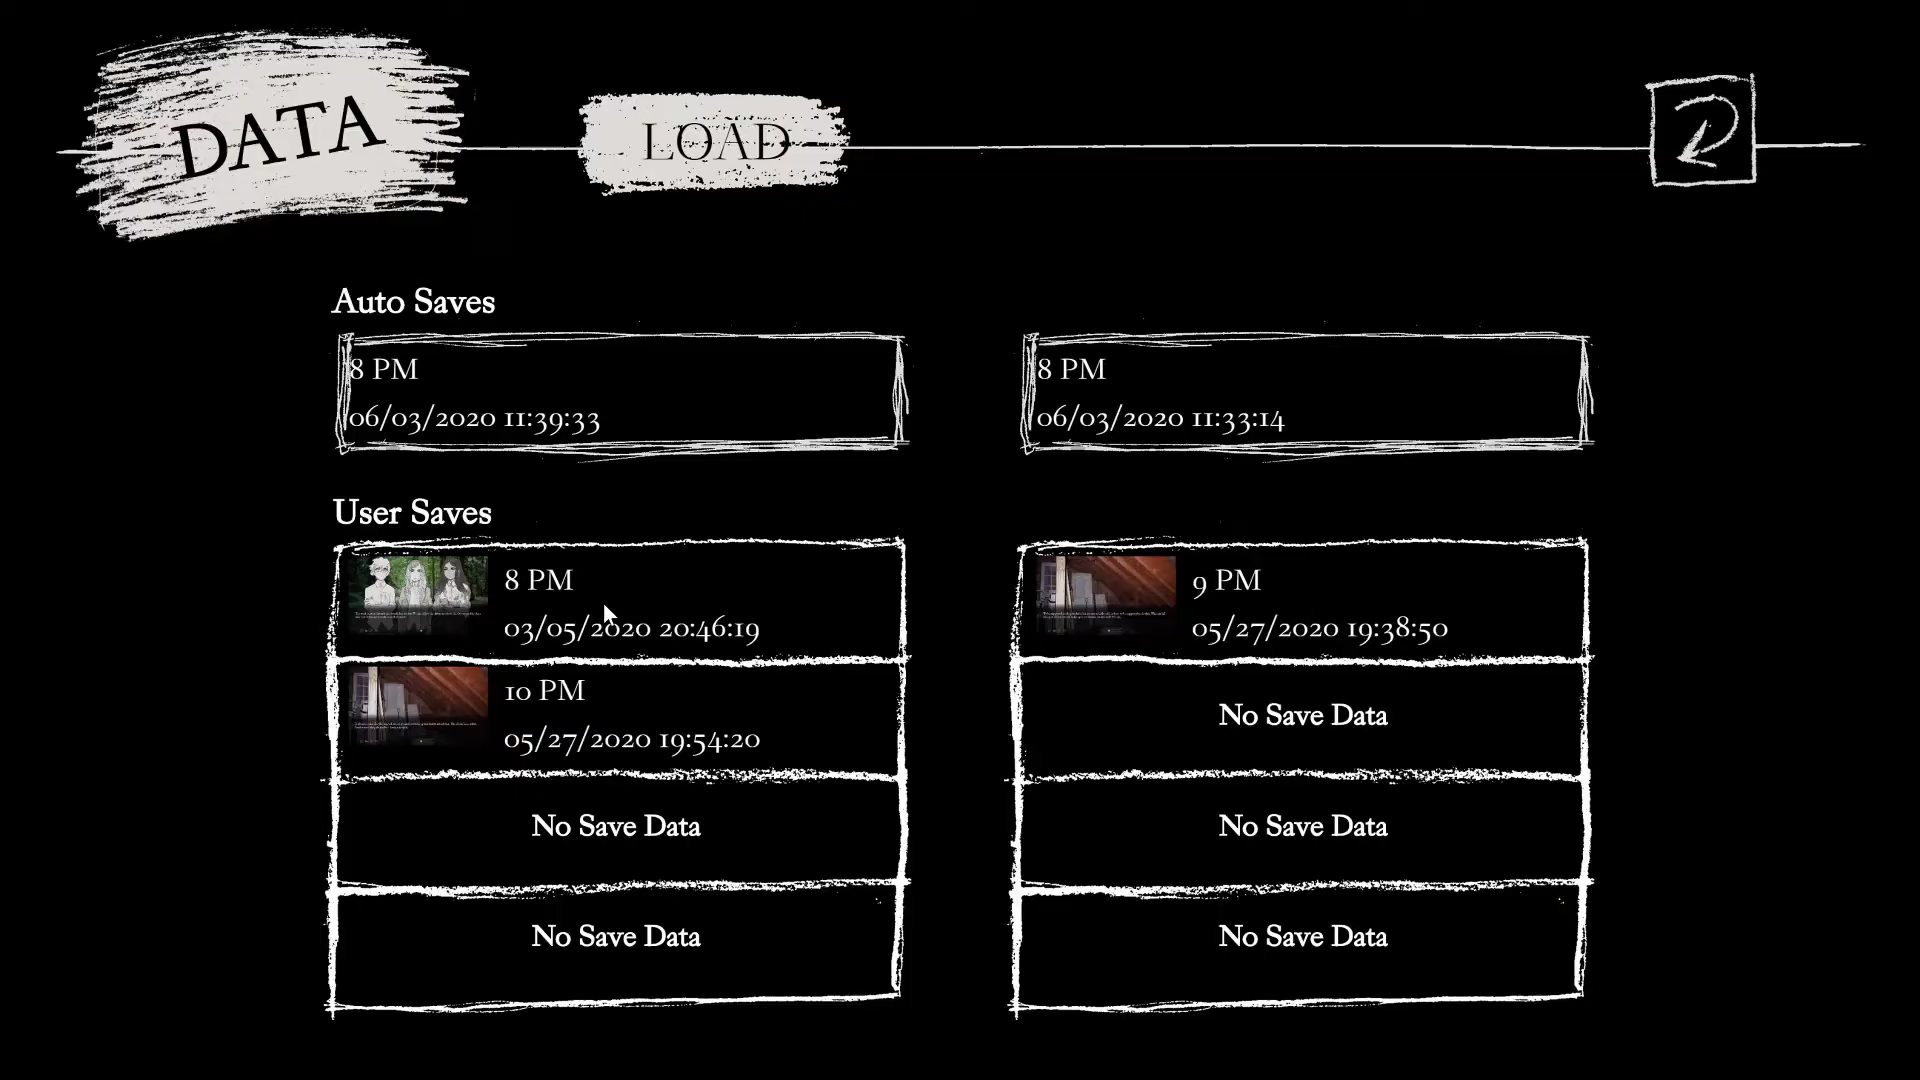 DATA
LOAD
R
Auto Saves
8 PM
06/03/2020 11:39:33
8 PM
06/03/2020 11:33:14
User Saves
8 PM
03/05/2020 20:46:19
9 PM
05/27/2020 19:38:50
10 PM
05/27/2020 19:54:20
No Save Data
No Save Data
No Save Data
No Save Data
No Save Data